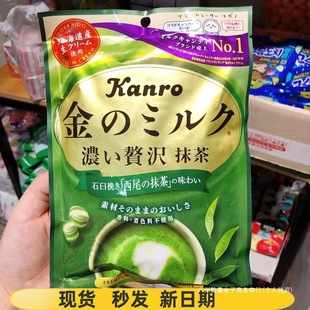 北海道産
生クリーム
使用
No.1
Kanro
金のミルク
濃い贅沢 抹茶
石臼挽き「西尾の抹茶」の味わい
素材そのままのおいしさ
香料・着色料不使用
现货 秒发 新日期